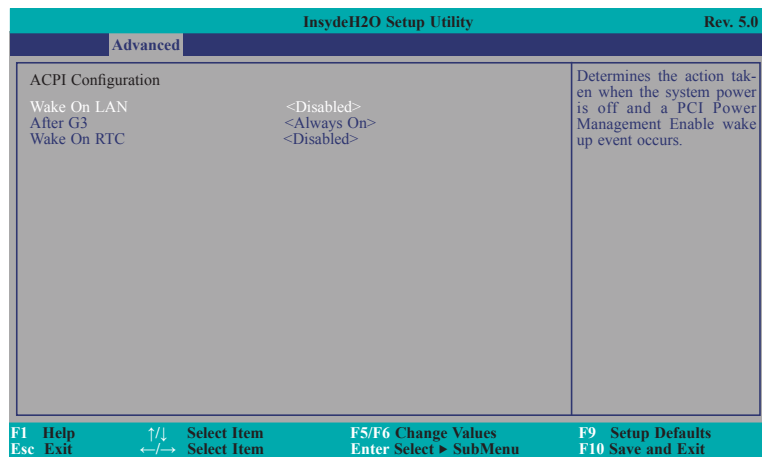 InsydeH2O Setup Utility Rev. 5.0
Advanced
ACPI Configuration
Wake On LAN <Disabled>
After G3 <Always On>
Wake On RTC <Disabled>
Determines the action tak-
en when the system power
is off and a PCI Power
Management Enable wake
up event occurs.
F1 Help ↑/↓ Select Item F5/F6 Change Values F9 Setup Defaults
Esc Exit ←/→ Select Item Enter Select ► SubMenu F10 Save and Exit